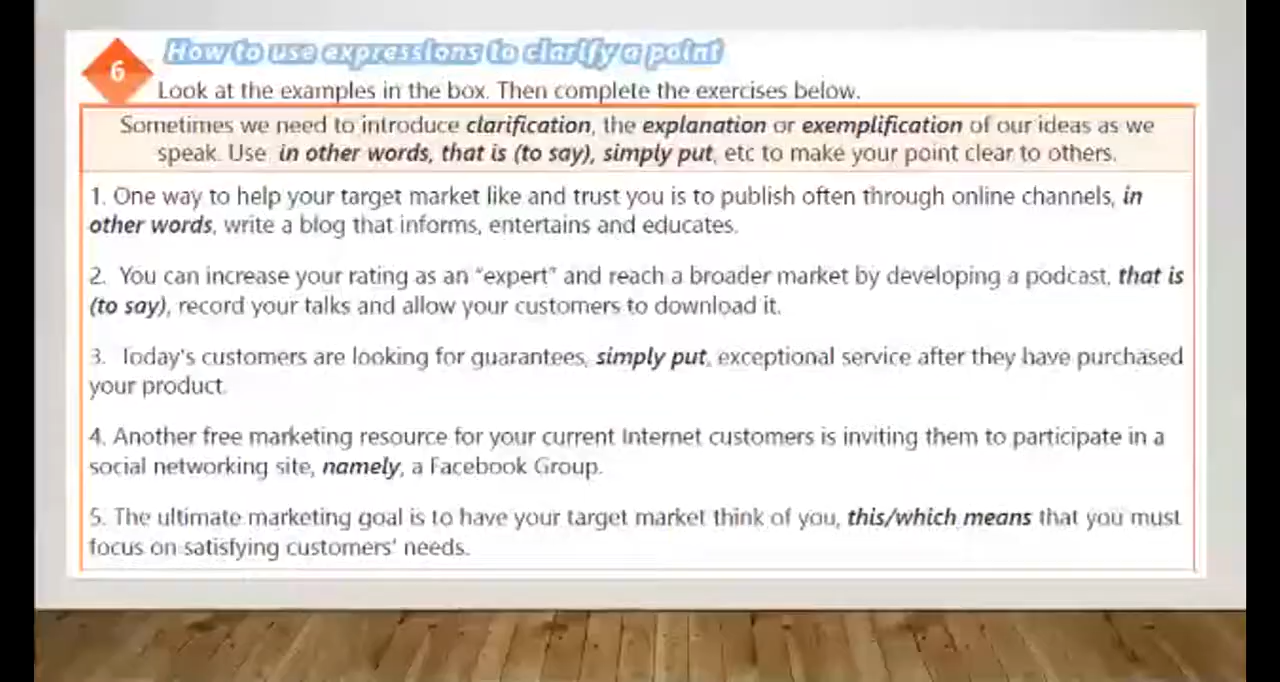 6
How to use expressions to clarify a point
Look at the examples in the box. Then complete the exercises below.
Sometimes we need to introduce clarification, the explanation or exemplification of our ideas as we
speak. Use in other words, that is (to say), simply put, etc to make your point clear to others.
1. One way to help your target market like and trust you is to publish often through online channels, in
other words, write a blog that informs, entertains and educates.
2. You can increase your rating as an "expert" and reach a broader market by developing a podcast, that is
(to say), record your talks and allow your customers to download it.
3. Today's customers are looking for guarantees, simply put, exceptional service after they have purchased
your product.
4. Another free marketing resource for your current Internet customers is inviting them to participate in a
social networking site, namely, a Facebook Group.
5. The ultimate marketing goal is to have your target market think of you, this/which means that you must
focus on satisfying customers' needs.